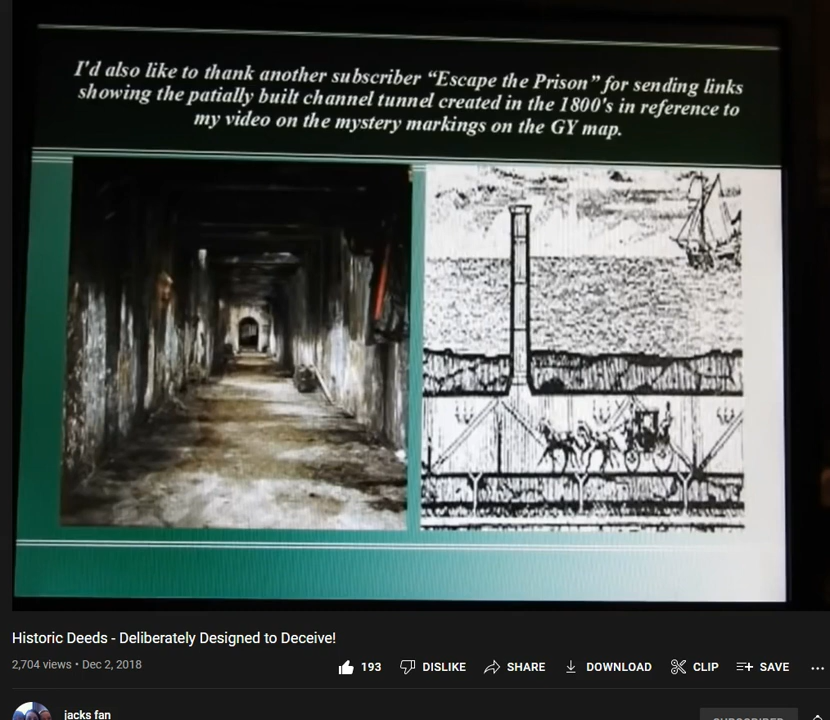 I'd also like to thank another subscriber “Escape the Prison” for sending links
showing the patially built channel tunnel created in the 1800's in reference to
my video on the mystery markings on the GY map.
Historic Deeds - Deliberately Designed to Deceive!
2,704 views • Dec 2, 2018
193 DISLIKE SHARE DOWNLOAD CLIP SAVE ...
jacks fan